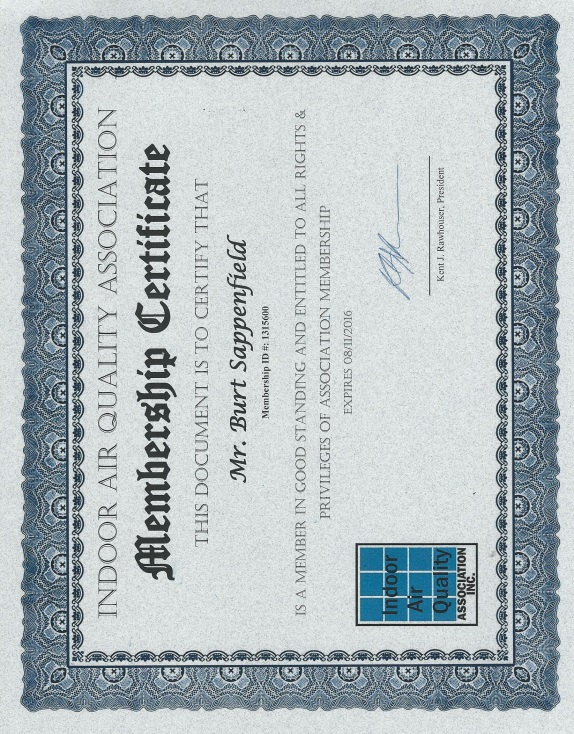 INDOOR AIR QUALITY ASSOCIATION
Membership Certificate
THIS DOCUMENT IS TO CERTIFY THAT
Mr. Burt Sappenfield
Membership ID #: 1315600
IS A MEMBER IN GOOD STANDING AND ENTITLED TO ALL RIGHTS &
PRIVILEGES OF ASSOCIATION MEMBERSHIP
EXPIRES 08/11/2016
Indoor
Air
Quality
ASSOCIATION
INC.
Kent J. Rawhouser, President